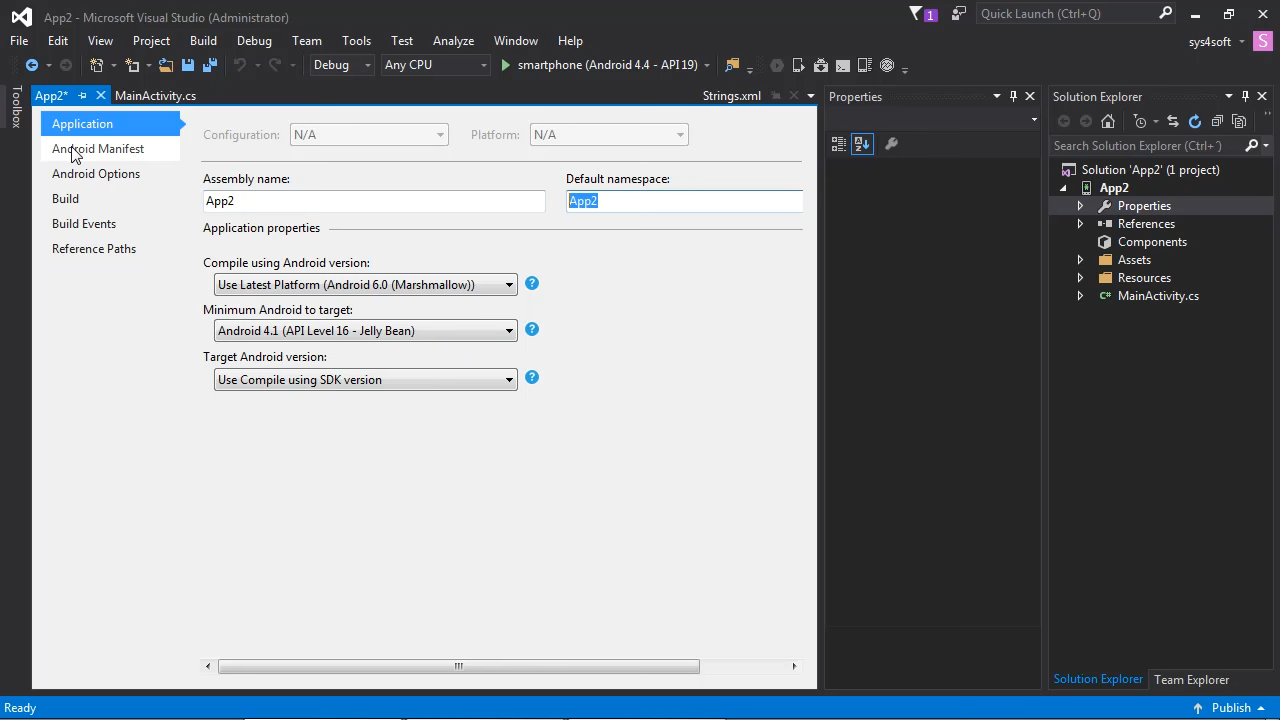 App2 - Microsoft Visual Studio (Administrator)
1
Quick Launch (Ctrl+Q)
File Edit View Project Build Debug Team Tools Test Analyze Window Help
sys4soft
S
Debug
Any CPU
smartphone (Android 4.4 - API 19)
Toolbox
App2*
MainActivity.cs
Strings.xml
Application
Android Manifest
Android Options
Build
Build Events
Reference Paths
Configuration: N/A
Platform: N/A
Assembly name:
App2
Default namespace:
App2
Application properties
Compile using Android version:
Use Latest Platform (Android 6.0 (Marshmallow))
?
Minimum Android to target:
Android 4.1 (API Level 16 - Jelly Bean)
?
Target Android version:
Use Compile using SDK version
?
Properties
Solution Explorer
Search Solution Explorer (Ctrl+')
Solution 'App2' (1 project)
App2
Properties
References
Components
Assets
Resources
C# MainActivity.cs
Solution Explorer
Team Explorer
Ready
Publish